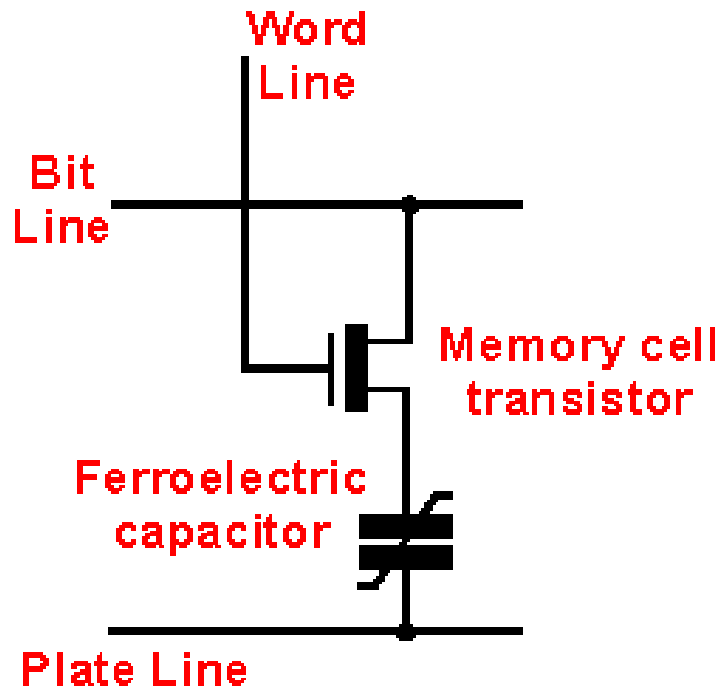 Word
Line
Bit
Line
Memory cell
transistor
Ferroelectric
capacitor
Plate Line